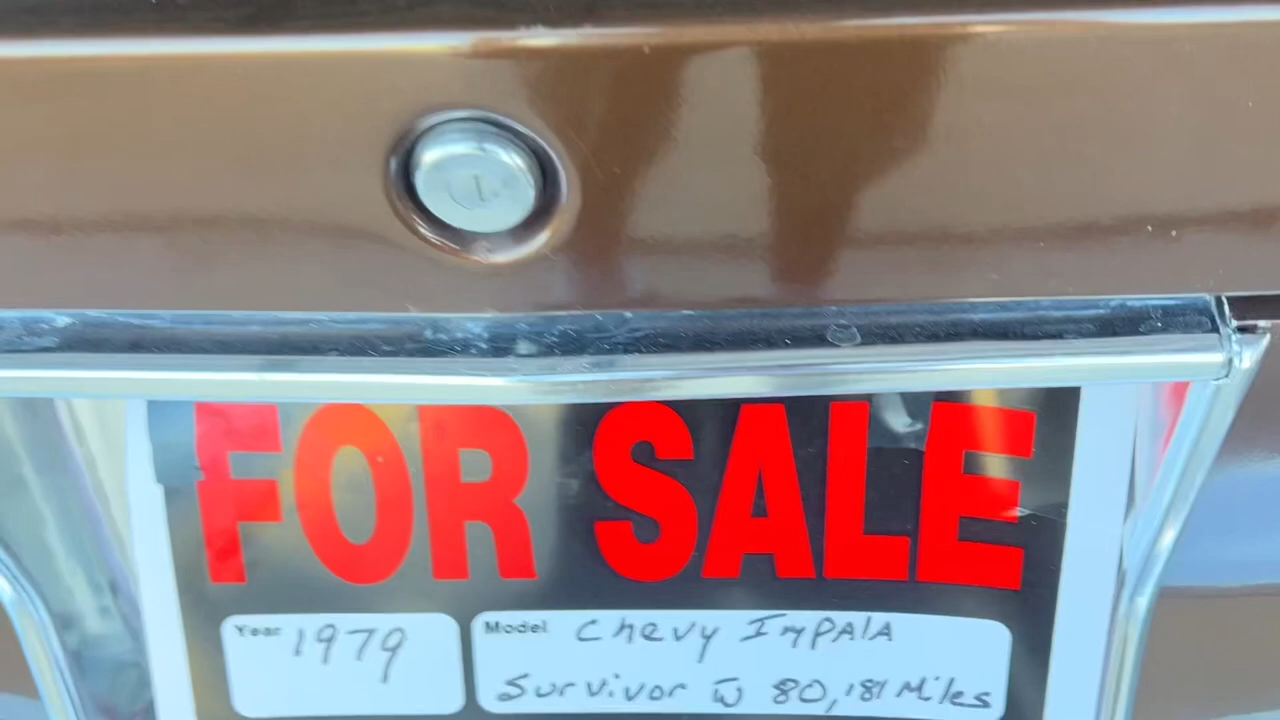 FOR SALE
Year 1979
Model Chevy ImPAlA
Survivor w̄ 80,181 Miles